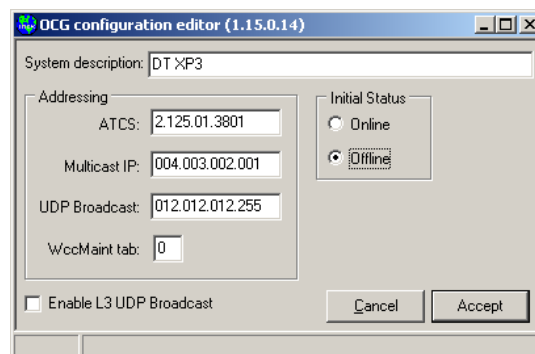 OCG configuration editor (1.15.0.14)
System description: DT XP3
Addressing
ATCS: 2.125.01.3801
Multicast IP: 004.003.002.001
UDP Broadcast: 012.012.012.255
WccMaint tab: 0
Initial Status
Online
Offline
Enable L3 UDP Broadcast
Cancel
Accept